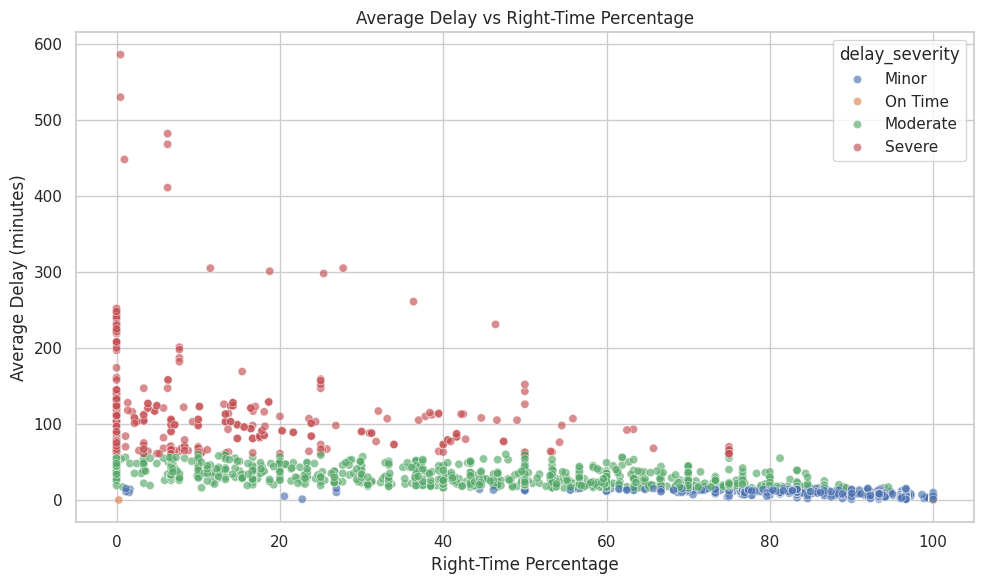 Average Delay vs Right-Time Percentage
600
500
400
300
200
100
0
Average Delay (minutes)
delay_severity
Minor
On Time
Moderate
Severe
0 20 40 60 80 100
Right-Time Percentage